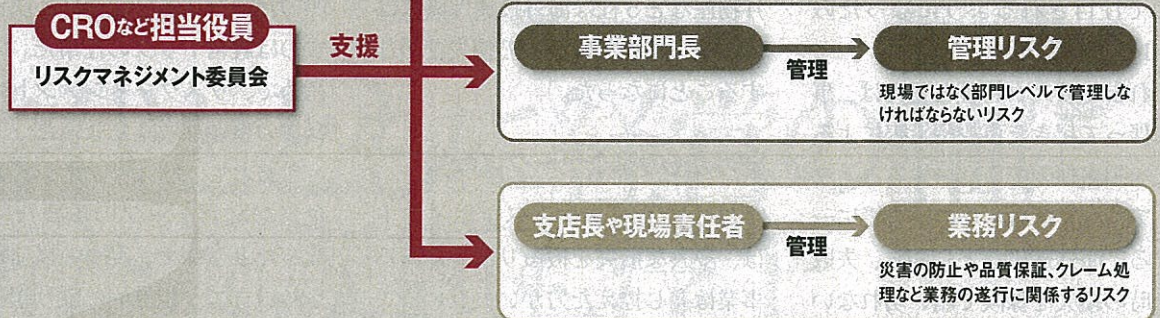 CROなど担当役員
リスクマネジメント委員会
支援
事業部門長
管理
管理リスク
現場ではなく部門レベルで管理しな
ければならないリスク
支店長や現場責任者
管理
業務リスク
災害の防止や品質保証、クレーム処
理など業務の遂行に関係するリスク